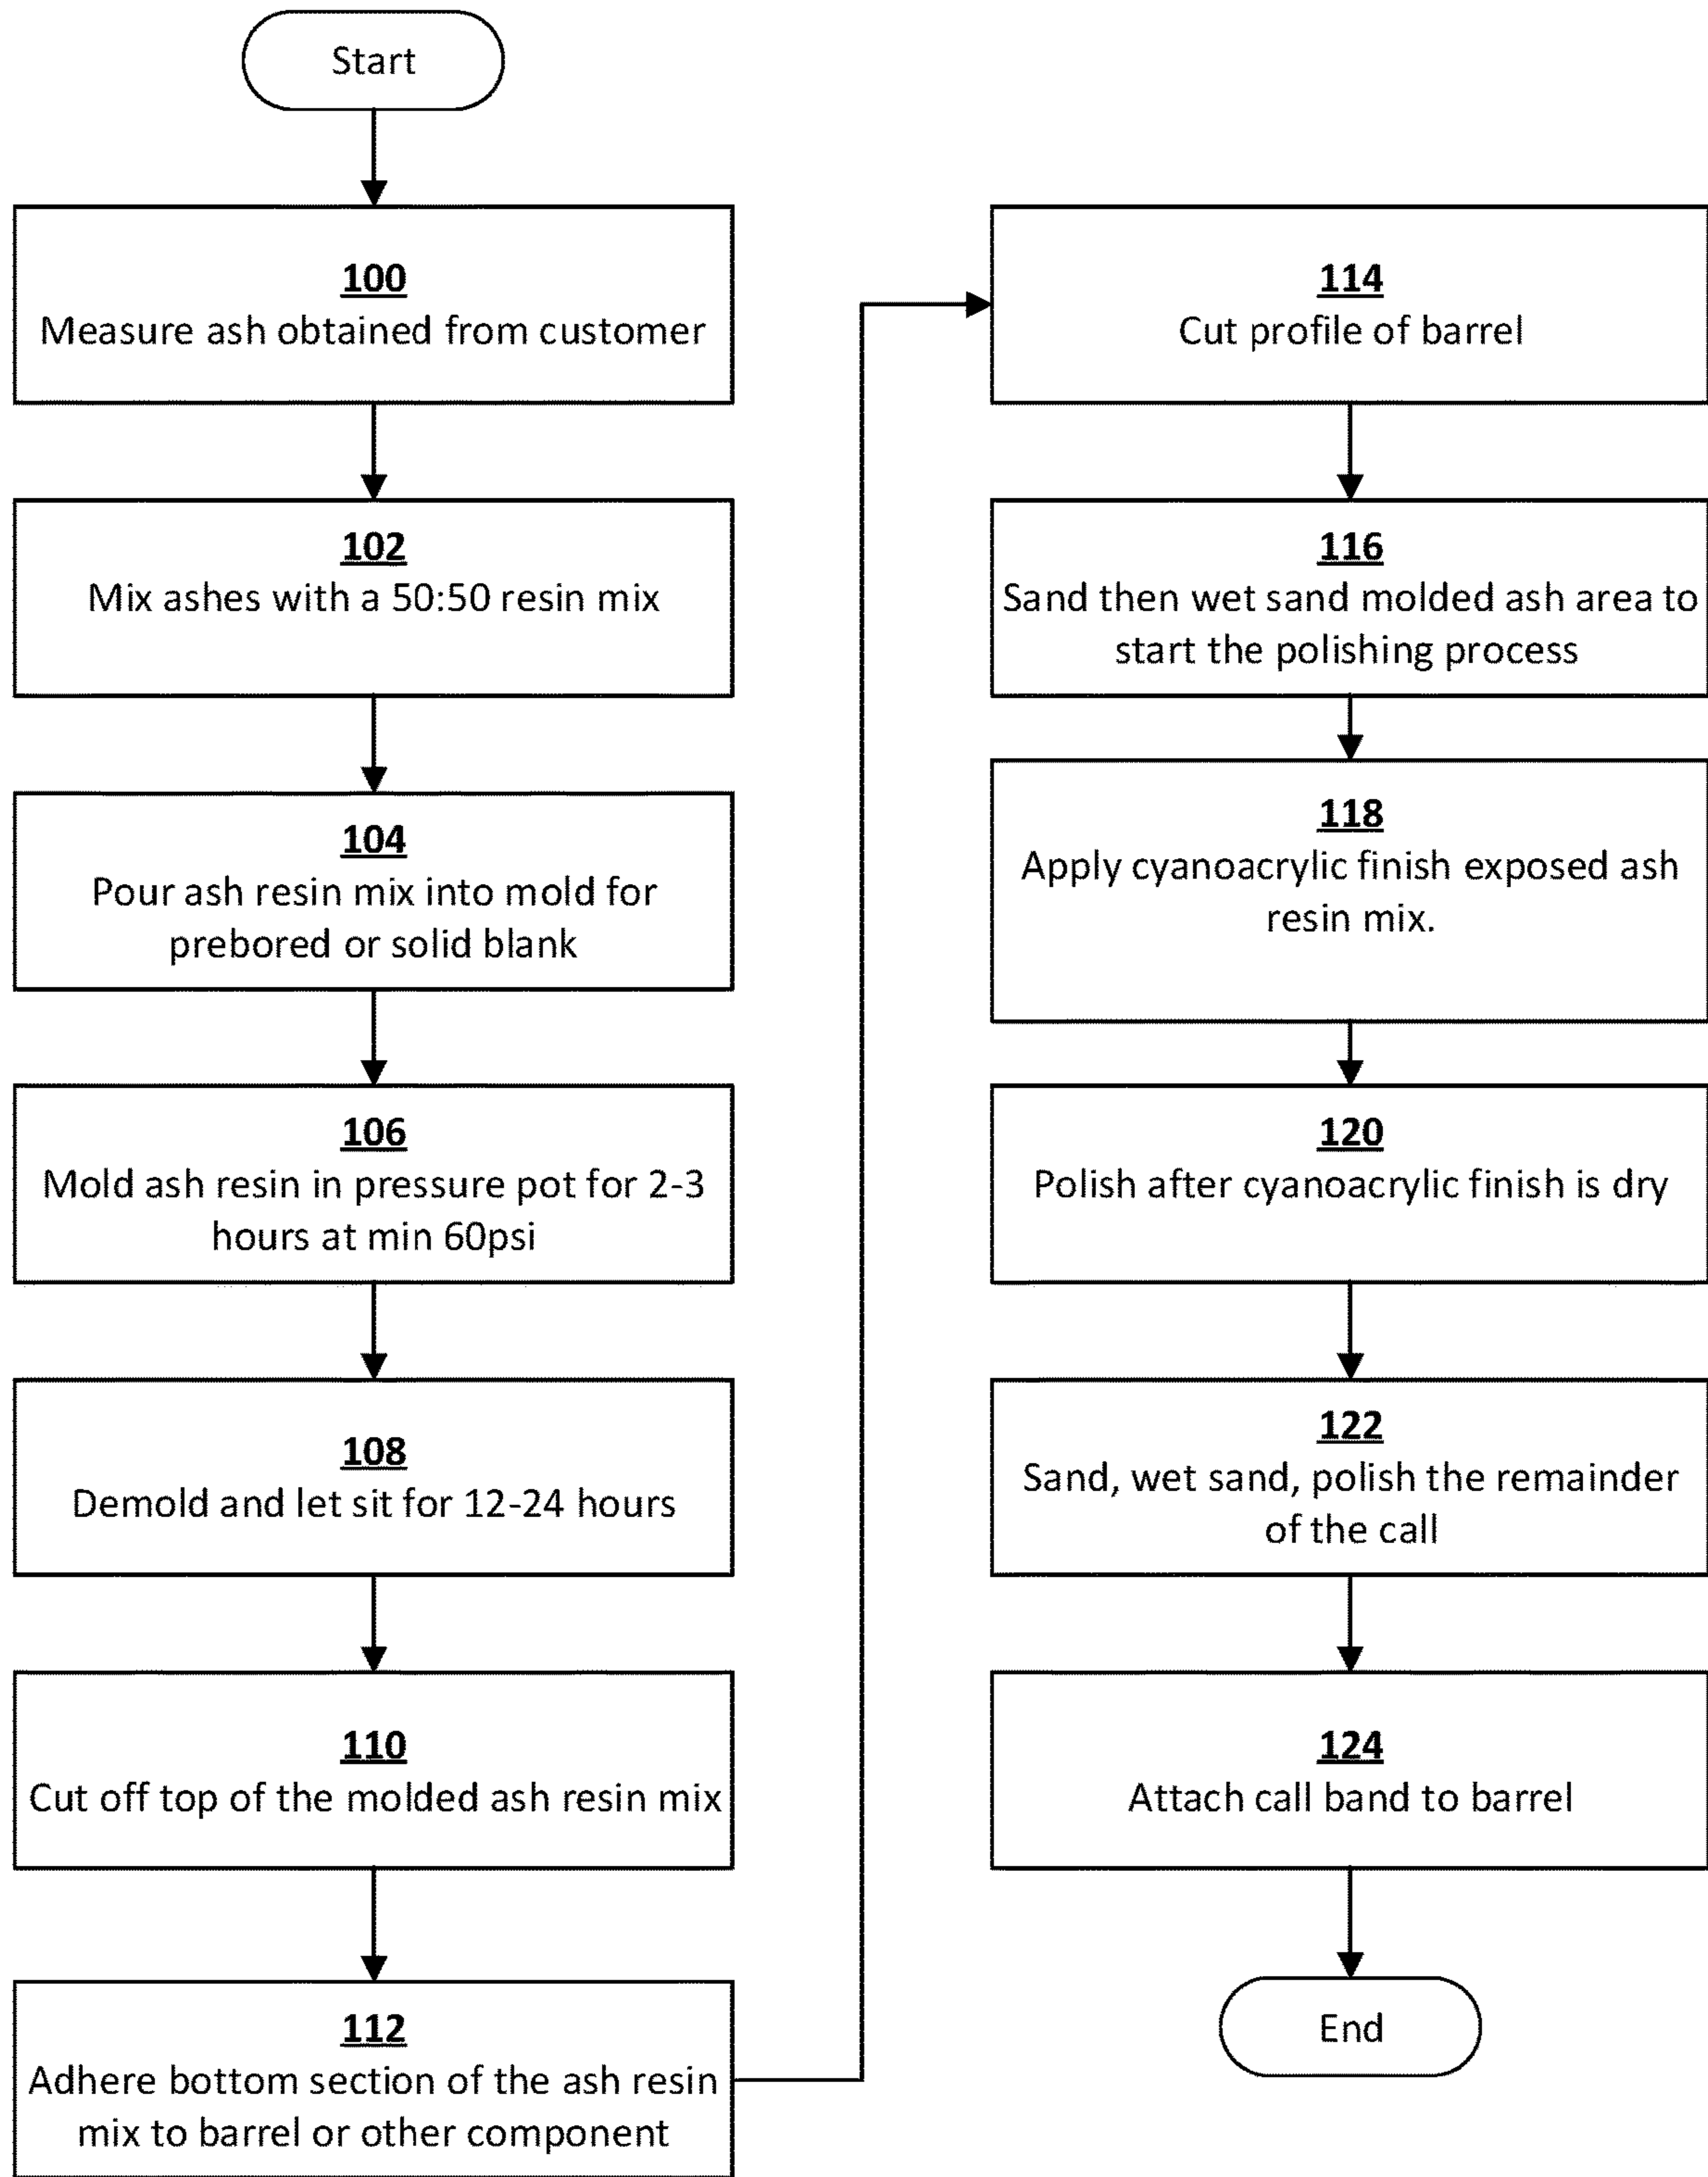 Start
100
Measure ash obtained from customer
102
Mix ashes with a 50:50 resin mix
104
Pour ash resin mix into mold for
prebored or solid blank
106
Mold ash resin in pressure pot for 2-3
hours at min 60psi
108
Demold and let sit for 12-24 hours
110
Cut off top of the molded ash resin mix
112
Adhere bottom section of the ash resin
mix to barrel or other component
114
Cut profile of barrel
116
Sand then wet sand molded ash area to
start the polishing process
118
Apply cyanoacrylic finish exposed ash
resin mix.
120
Polish after cyanoacrylic finish is dry
122
Sand, wet sand, polish the remainder
of the call
124
Attach call band to barrel
End